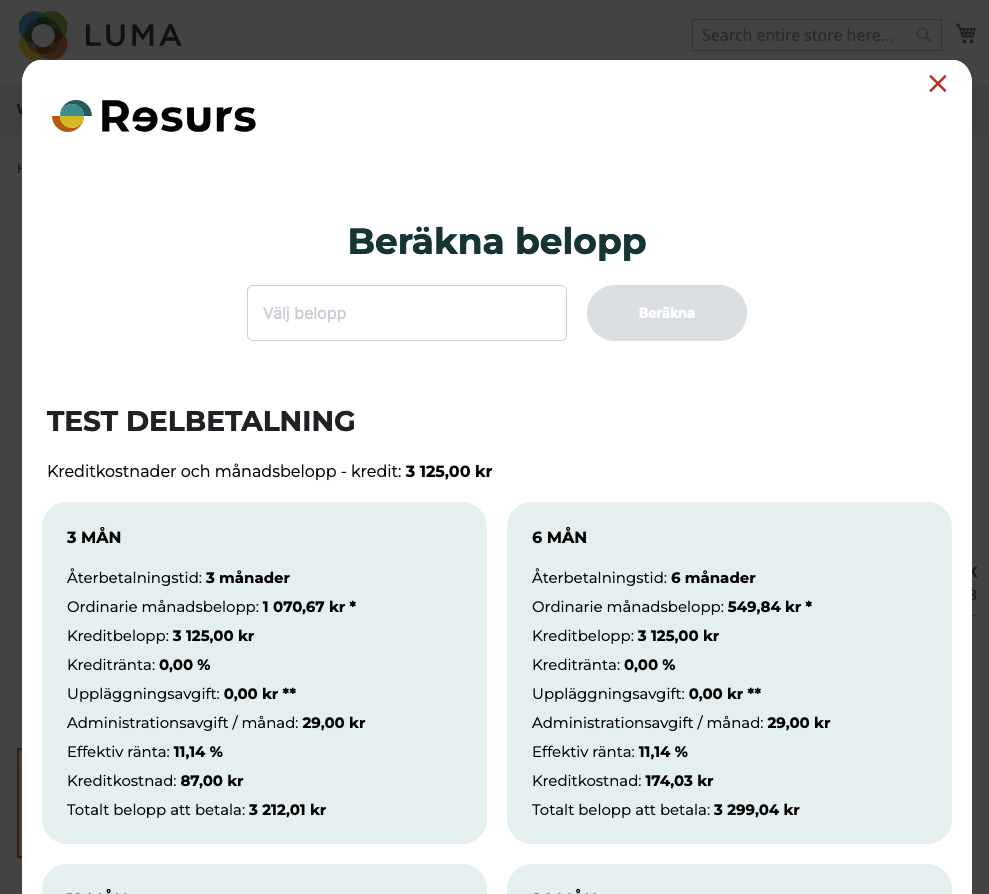 LUMA
Search entire store here...
Resurs
Beräkna belopp
Välj belopp
Beräkna
TEST DELBETALNING
Kreditkostnader och månadsbelopp - kredit: 3 125,00 kr
3 MÅN
Återbetalningstid: 3 månader
Ordinarie månadsbelopp: 1 070,67 kr *
Kreditbelopp: 3 125,00 kr
Kreditränta: 0,00 %
Uppläggningsavgift: 0,00 kr **
Administrationsavgift / månad: 29,00 kr
Effektiv ränta: 11,14 %
Kreditkostnad: 87,00 kr
Totalt belopp att betala: 3 212,01 kr
6 MÅN
Återbetalningstid: 6 månader
Ordinarie månadsbelopp: 549,84 kr *
Kreditbelopp: 3 125,00 kr
Kreditränta: 0,00 %
Uppläggningsavgift: 0,00 kr **
Administrationsavgift / månad: 29,00 kr
Effektiv ränta: 11,14 %
Kreditkostnad: 174,03 kr
Totalt belopp att betala: 3 299,04 kr